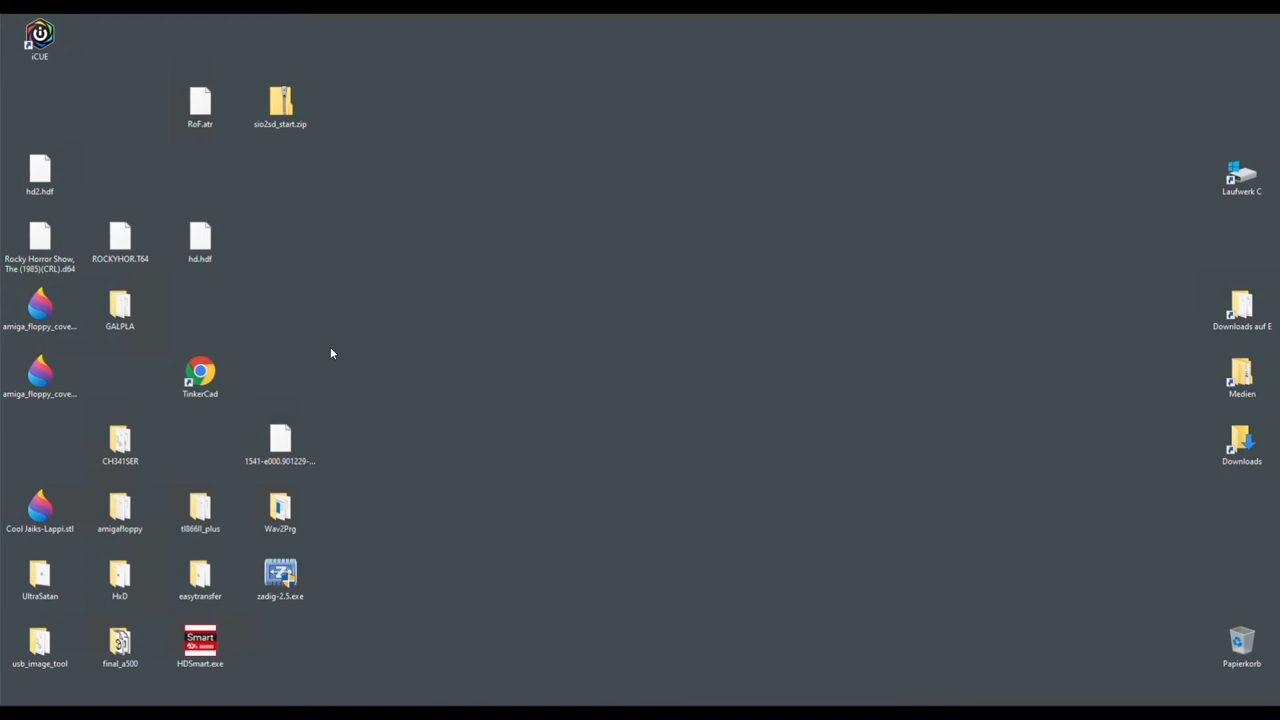 iCUE
RoF.atr
sio2sd_start.zip
hd2.hdf
Laufwerk C
Rocky Horror Show,
The (1985)(CRL).d64
ROCKYHOR.T64
hd.hdf
amiga_floppy_cove...
GALPLA
Downloads auf E
amiga_floppy_cove...
TinkerCad
Medien
CH341SER
1541-e000.901229-...
Downloads
Cool Jaiks-Lappi.stl
amigafloppy
tl866II_plus
Wav2Prg
UltraSatan
HxD
easytransfer
zadig-2.5.exe
usb_image_tool
final_a500
Smart
HDSmart.exe
Papierkorb